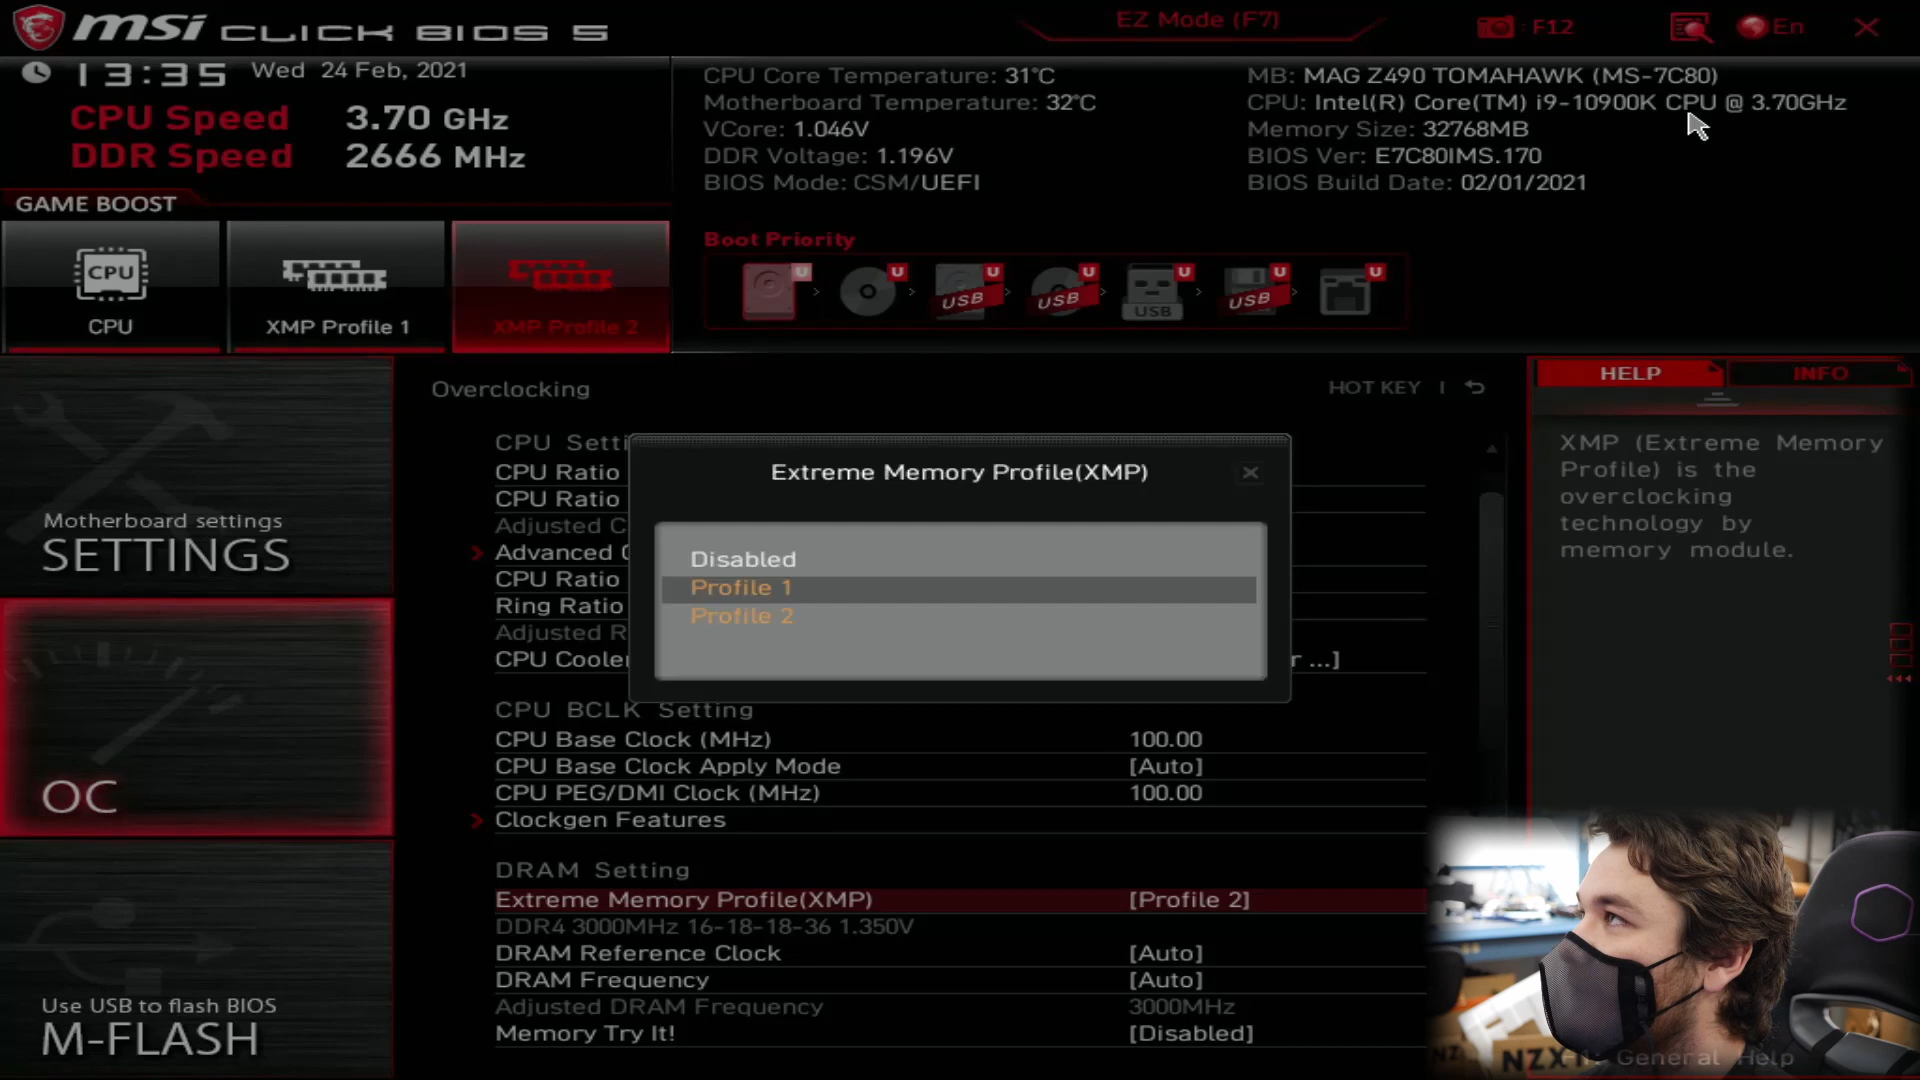 msi CLICK BIOS 5
EZ Mode (F7)
: F12
En
13:35 Wed 24 Feb, 2021
CPU Speed 3.70 GHz
DDR Speed 2666 MHz
CPU Core Temperature: 31°C
Motherboard Temperature: 32°C
VCore: 1.046V
DDR Voltage: 1.196V
BIOS Mode: CSM/UEFI
MB: MAG Z490 TOMAHAWK (MS-7C80)
CPU: Intel(R) Core(TM) i9-10900K CPU @ 3.70GHz
Memory Size: 32768MB
BIOS Ver: E7C80IMS.170
BIOS Build Date: 02/01/2021
GAME BOOST
CPU
CPU
XMP Profile 1
XMP Profile 2
Boot Priority
U U U U U U U
USB USB USB USB
Motherboard settings
SETTINGS
OC
Use USB to flash BIOS
M-FLASH
Overclocking
HOT KEY |
CPU Setti
CPU Ratio
CPU Ratio
Adjusted C
Advanced
CPU Ratio
Ring Ratio
Adjusted R
CPU Cooler
r ...]
Extreme Memory Profile(XMP)
Disabled
Profile 1
Profile 2
CPU BCLK Setting
CPU Base Clock (MHz) 100.00
CPU Base Clock Apply Mode [Auto]
CPU PEG/DMI Clock (MHz) 100.00
Clockgen Features
DRAM Setting
Extreme Memory Profile(XMP) [Profile 2]
DDR4 3000MHz 16-18-18-36 1.350V
DRAM Reference Clock [Auto]
DRAM Frequency [Auto]
Adjusted DRAM Frequency 3000MHz
Memory Try It! [Disabled]
HELP
INFO
XMP (Extreme Memory
Profile) is the
overclocking
technology by
memory module.
NZX
General Help